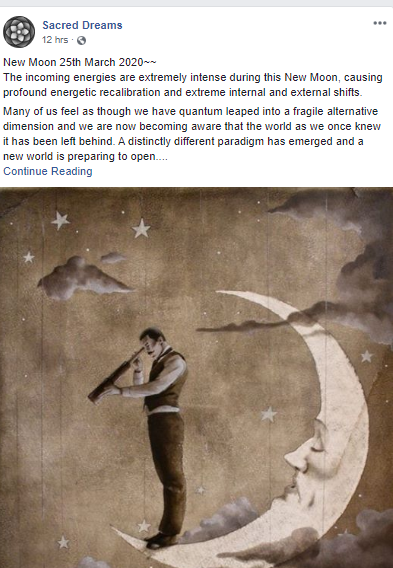 Sacred Dreams
12 hrs ·
New Moon 25th March 2020~~
The incoming energies are extremely intense during this New Moon, causing
profound energetic recalibration and extreme internal and external shifts.
Many of us feel as though we have quantum leaped into a fragile alternative
dimension and we are now becoming aware that the world as we once knew
it has been left behind. A distinctly different paradigm has emerged and a
new world is preparing to open....
Continue Reading